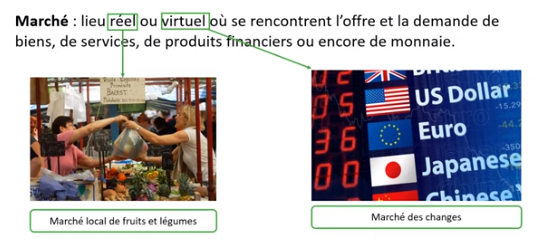 Marché : lieu réel ou virtuel où se rencontrent l’offre et la demande de
biens, de services, de produits financiers ou encore de monnaie.
US Dollar
Euro
Japanese
Chinese
Marché local de fruits et légumes
Marché des changes